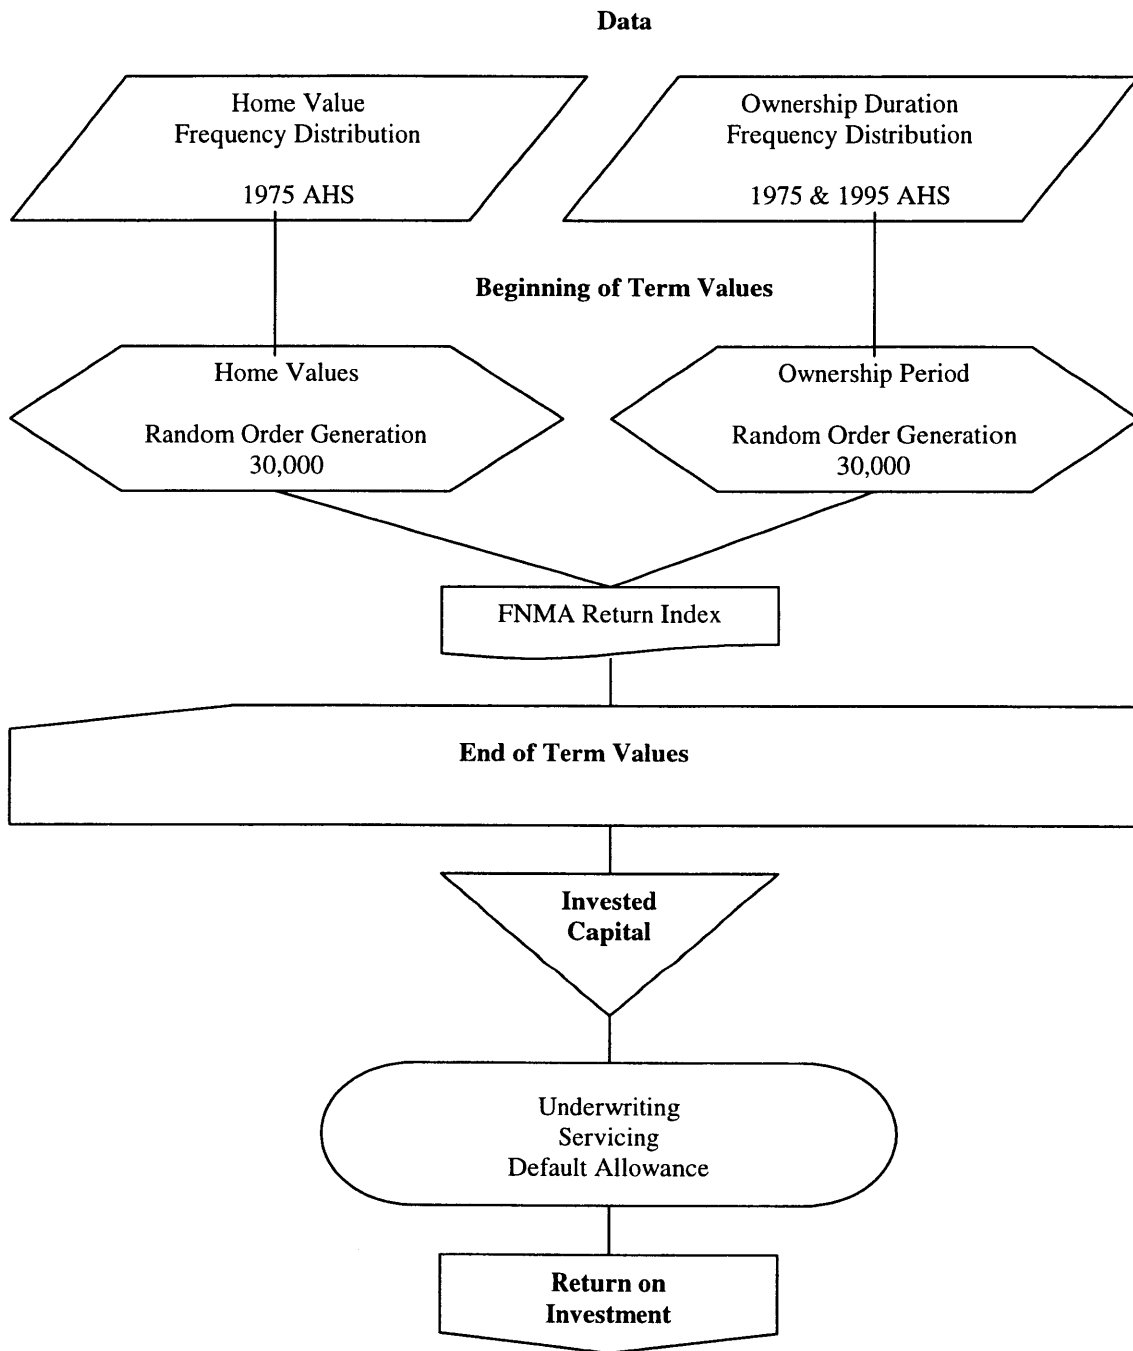 Data
Home Value
Frequency Distribution
1975 AHS
Ownership Duration
Frequency Distribution
1975 & 1995 AHS
Beginning of Term Values
Home Values
Random Order Generation
30,000
Ownership Period
Random Order Generation
30,000
FNMA Return Index
End of Term Values
Invested
Capital
Underwriting
Servicing
Default Allowance
Return on
Investment